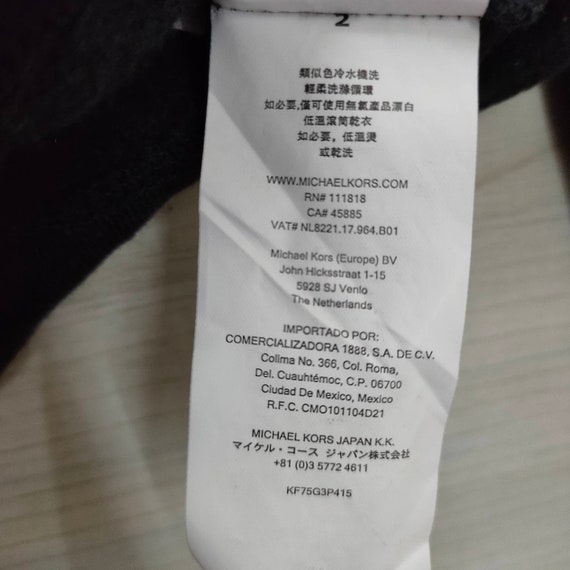 2
類似色冷水機洗
輕柔洗滌循環
如必要,僅可使用無氯產品漂白
低溫滾筒乾衣
如必要，低溫燙
或乾洗
WWW.MICHAELKORS.COM
RN# 111818
CA# 45885
VAT# NL8221.17.964.B01
Michael Kors (Europe) BV
John Hicksstraat 1-15
5928 SJ Venlo
The Netherlands
IMPORTADO POR:
COMERCIALIZADORA 1888, S.A. DE C.V.
Colima No. 366, Col. Roma,
Del. Cuauhtémoc, C.P. 06700
Ciudad De Mexico, Mexico
R.F.C. CMO101104D21
MICHAEL KORS JAPAN K.K.
マイケル・コース ジャパン株式会社
+81 (0)3 5772 4611
KF75G3P415